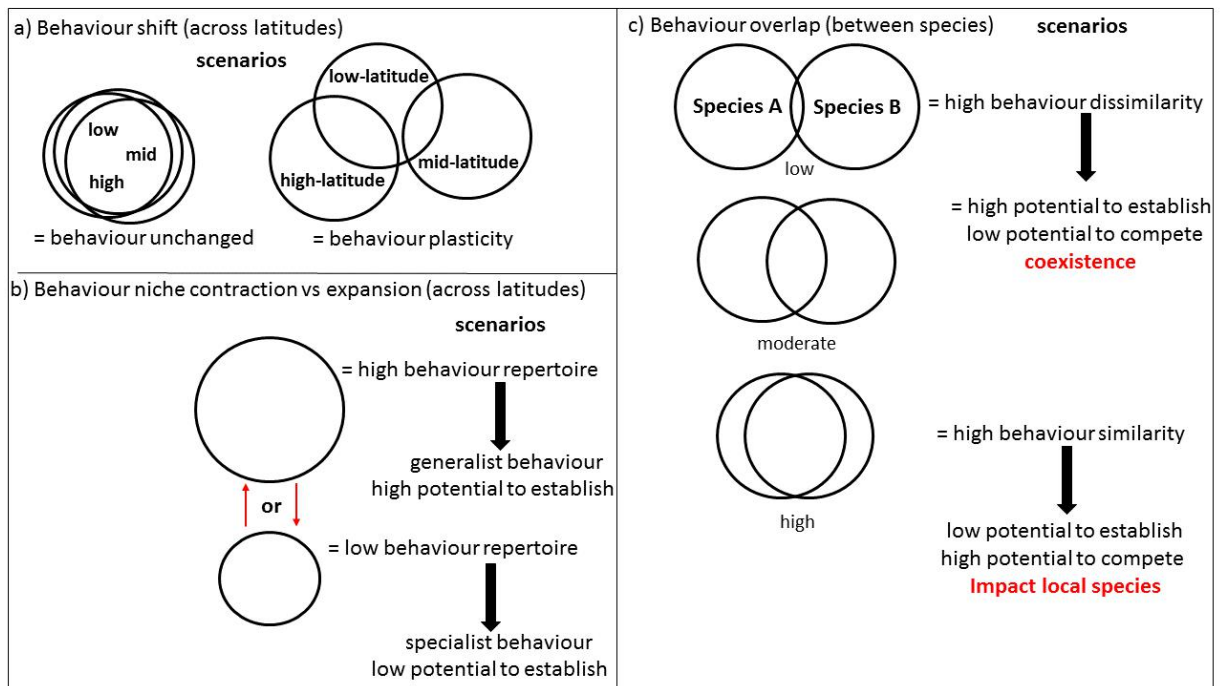 a) Behaviour shift (across latitudes)
scenarios
low
mid
high
= behaviour unchanged
low-latitude
high-latitude
mid-latitude
= behaviour plasticity
b) Behaviour niche contraction vs expansion (across latitudes)
scenarios
= high behaviour repertoire
generalist behaviour
high potential to establish
or
= low behaviour repertoire
specialist behaviour
low potential to establish
c) Behaviour overlap (between species)
scenarios
Species A
Species B
low
= high behaviour dissimilarity
= high potential to establish
low potential to compete
coexistence
moderate
high
= high behaviour similarity
low potential to establish
high potential to compete
Impact local species